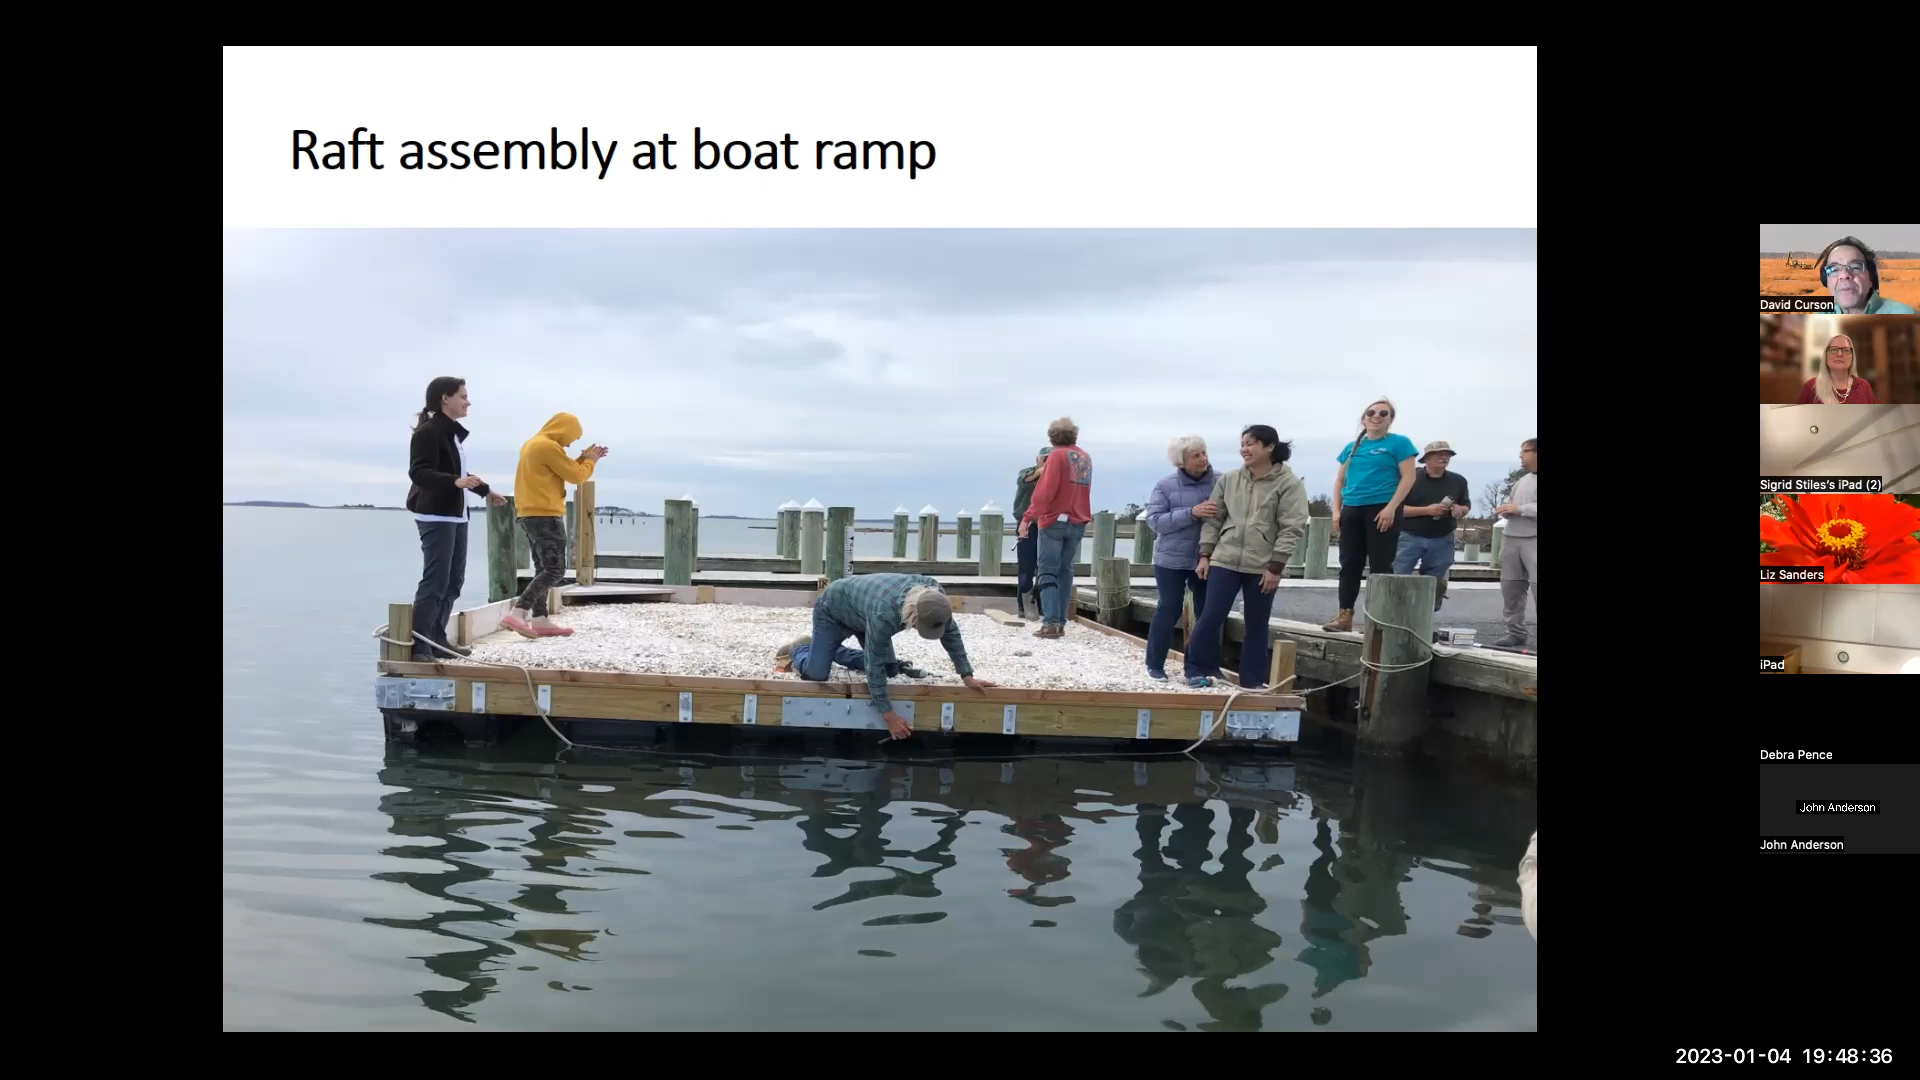 Raft assembly at boat ramp
David Curson
Sigrid Stiles's iPad (2)
Liz Sanders
iPad
Debra Pence
John Anderson
John Anderson
2023-01-04 19:48:36